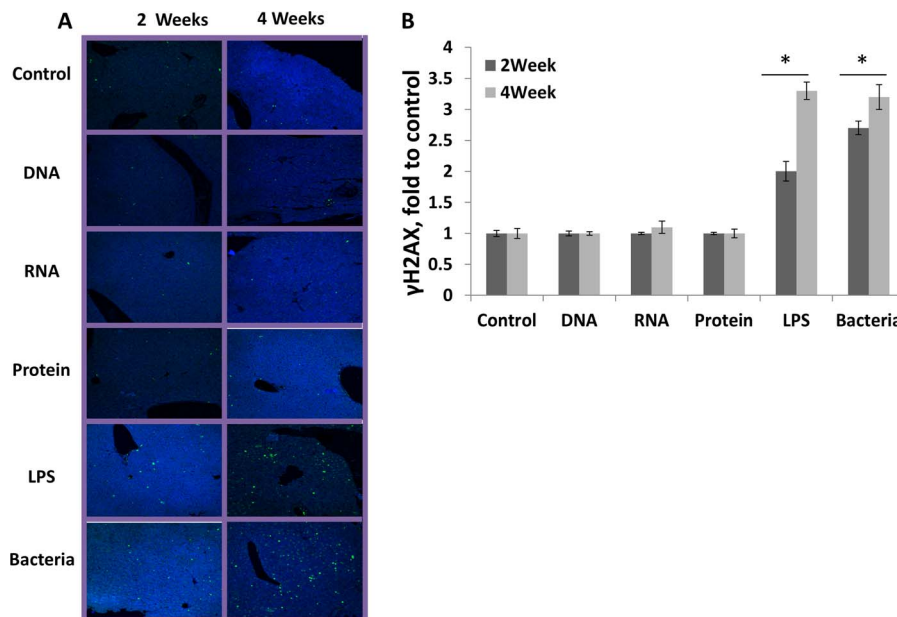 A
2 Weeks
4 Weeks
Control
DNA
RNA
Protein
LPS
Bacteria
B
γH2AX, fold to control
4
3.5
3
2.5
2
1.5
1
0.5
0
2Week
4Week
*
*
Control
DNA
RNA
Protein
LPS
Bacteria